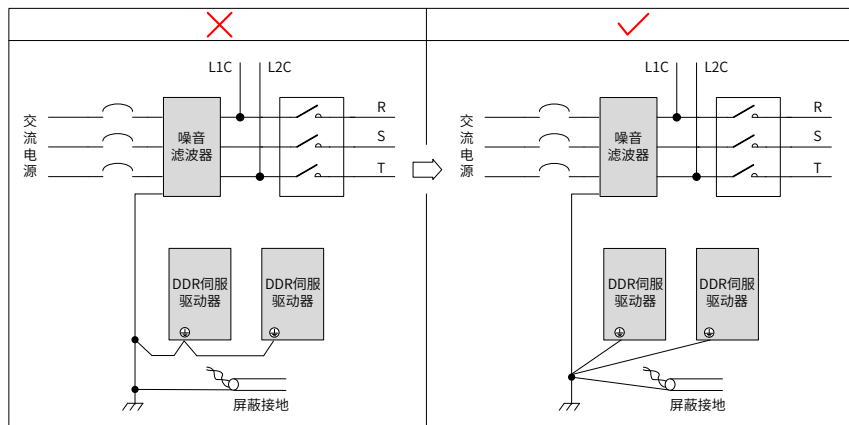 L1C
L2C
交流电源
噪音
滤波器
R
S
T
DDR伺服
驱动器
DDR伺服
驱动器
屏蔽接地
L1C
L2C
交流电源
噪音
滤波器
R
S
T
DDR伺服
驱动器
DDR伺服
驱动器
屏蔽接地